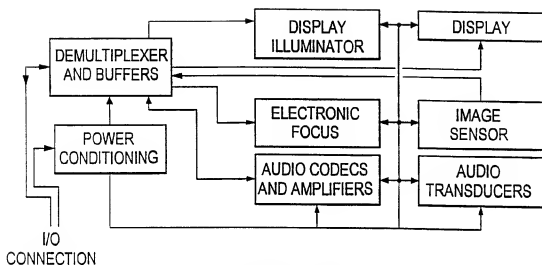 DEMULTIPLEXER
AND BUFFERS
DISPLAY
ILLUMINATOR
DISPLAY
POWER
CONDITIONING
ELECTRONIC
FOCUS
IMAGE
SENSOR
AUDIO CODECS
AND AMPLIFIERS
AUDIO
TRANSDUCERS
I/O
CONNECTION